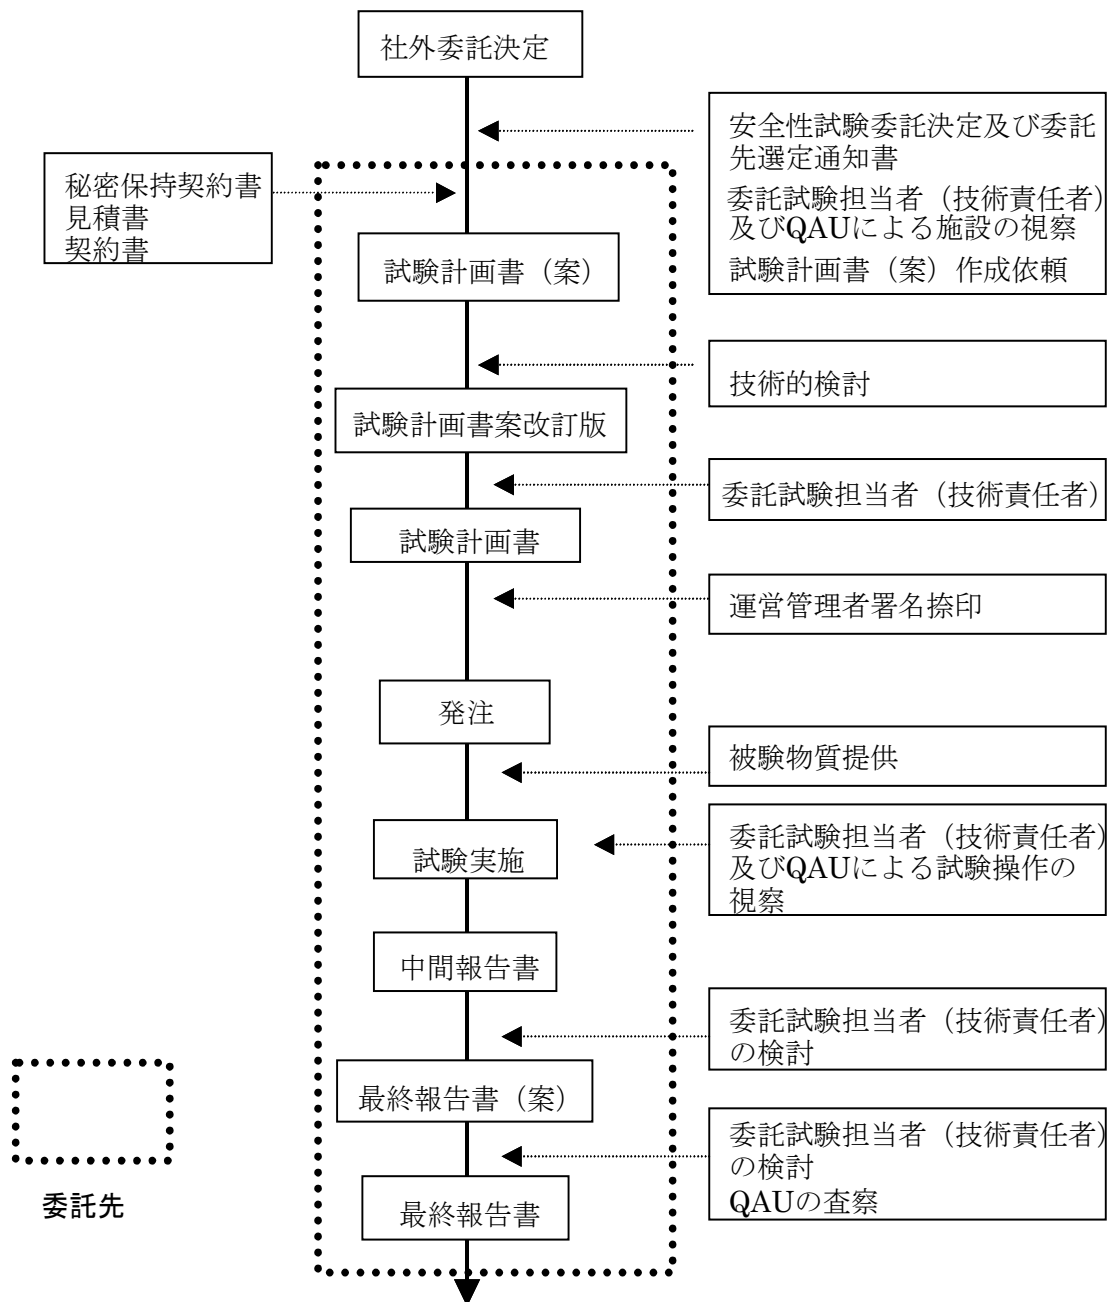 社外委託決定
安全性試験委託決定及び委託
先選定通知書
委託試験担当者（技術責任者）
及びQAUによる施設の視察
試験計画書（案）作成依頼
秘密保持契約書
見積書
契約書
試験計画書（案）
技術的検討
試験計画書案改訂版
委託試験担当者（技術責任者）
試験計画書
運営管理者署名捺印
発注
被験物質提供
試験実施
委託試験担当者（技術責任者）
及びQAUによる試験操作の
視察
中間報告書
委託試験担当者（技術責任者）
の検討
最終報告書（案）
委託試験担当者（技術責任者）
の検討
QAUの査察
最終報告書
委託先